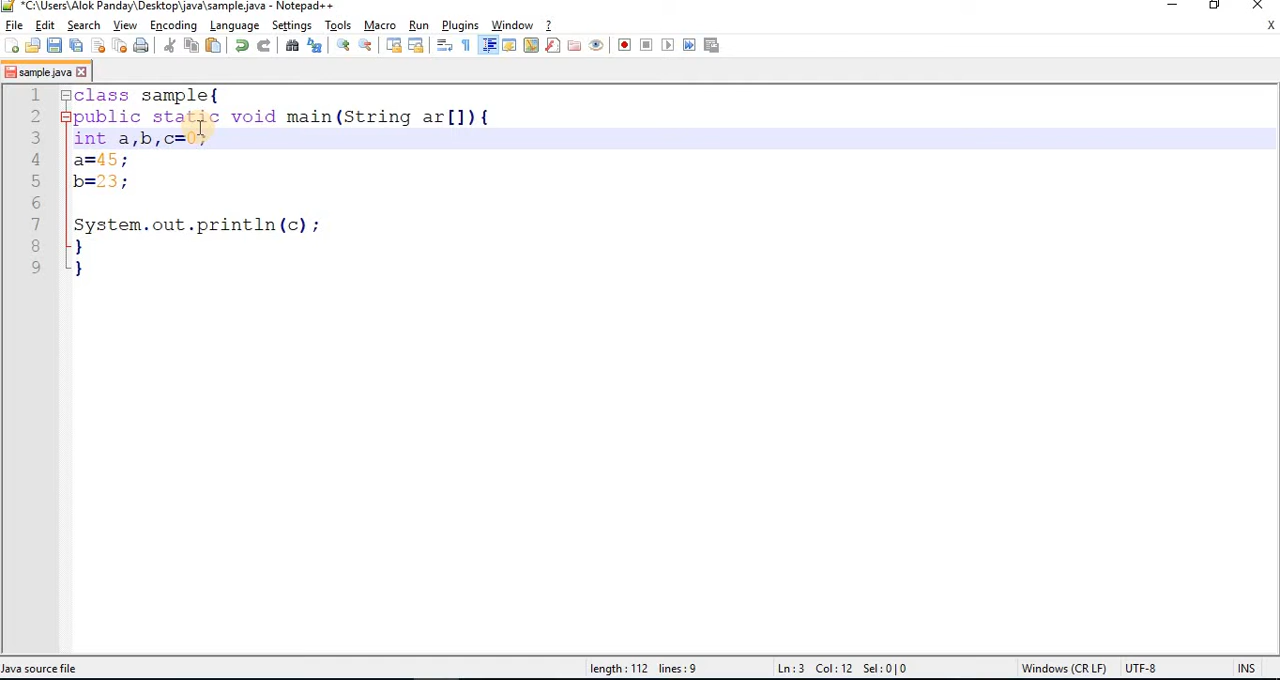 *C:\Users\Alok Panday\Desktop\java\sample.java - Notepad++
File Edit Search View Encoding Language Settings Tools Macro Run Plugins Window ? X
sample.java
1 class sample{
2 public static void main(String ar[]){
3 int a,b,c=0;
4 a=45;
5 b=23;
6
7 System.out.println(c);
8 }
9 }
Java source file length : 112 lines : 9 Ln : 3 Col : 12 Sel : 0 | 0 Windows (CR LF) UTF-8 INS